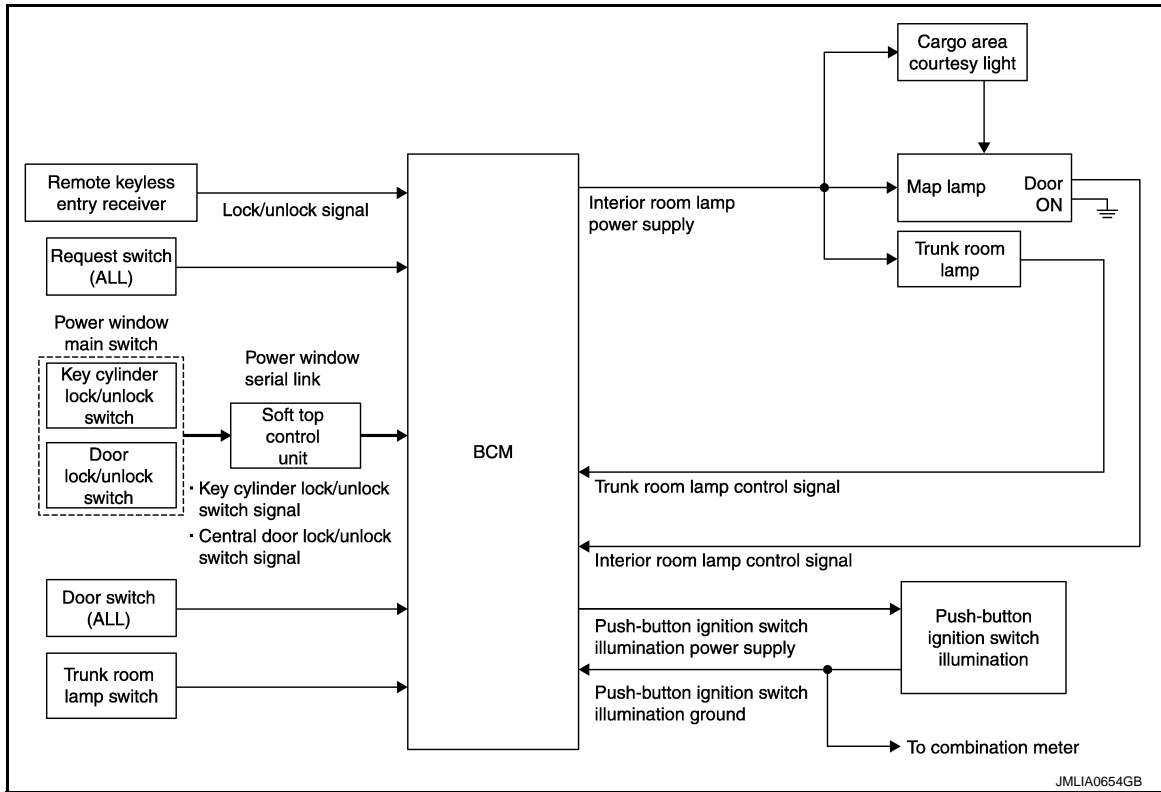 Cargo area
courtesy light
Remote keyless
entry receiver
Lock/unlock signal
Interior room lamp
power supply
Map lamp
Door
ON
Request switch
(ALL)
Trunk room
lamp
Power window
main switch
Key cylinder
lock/unlock
switch
Door
lock/unlock
switch
Power window
serial link
Soft top
control
unit
· Key cylinder lock/unlock
switch signal
· Central door lock/unlock
switch signal
BCM
Trunk room lamp control signal
Interior room lamp control signal
Door switch
(ALL)
Trunk room
lamp switch
Push-button ignition switch
illumination power supply
Push-button ignition switch
illumination ground
Push-button
ignition switch
illumination
To combination meter
JMLIA0654GB